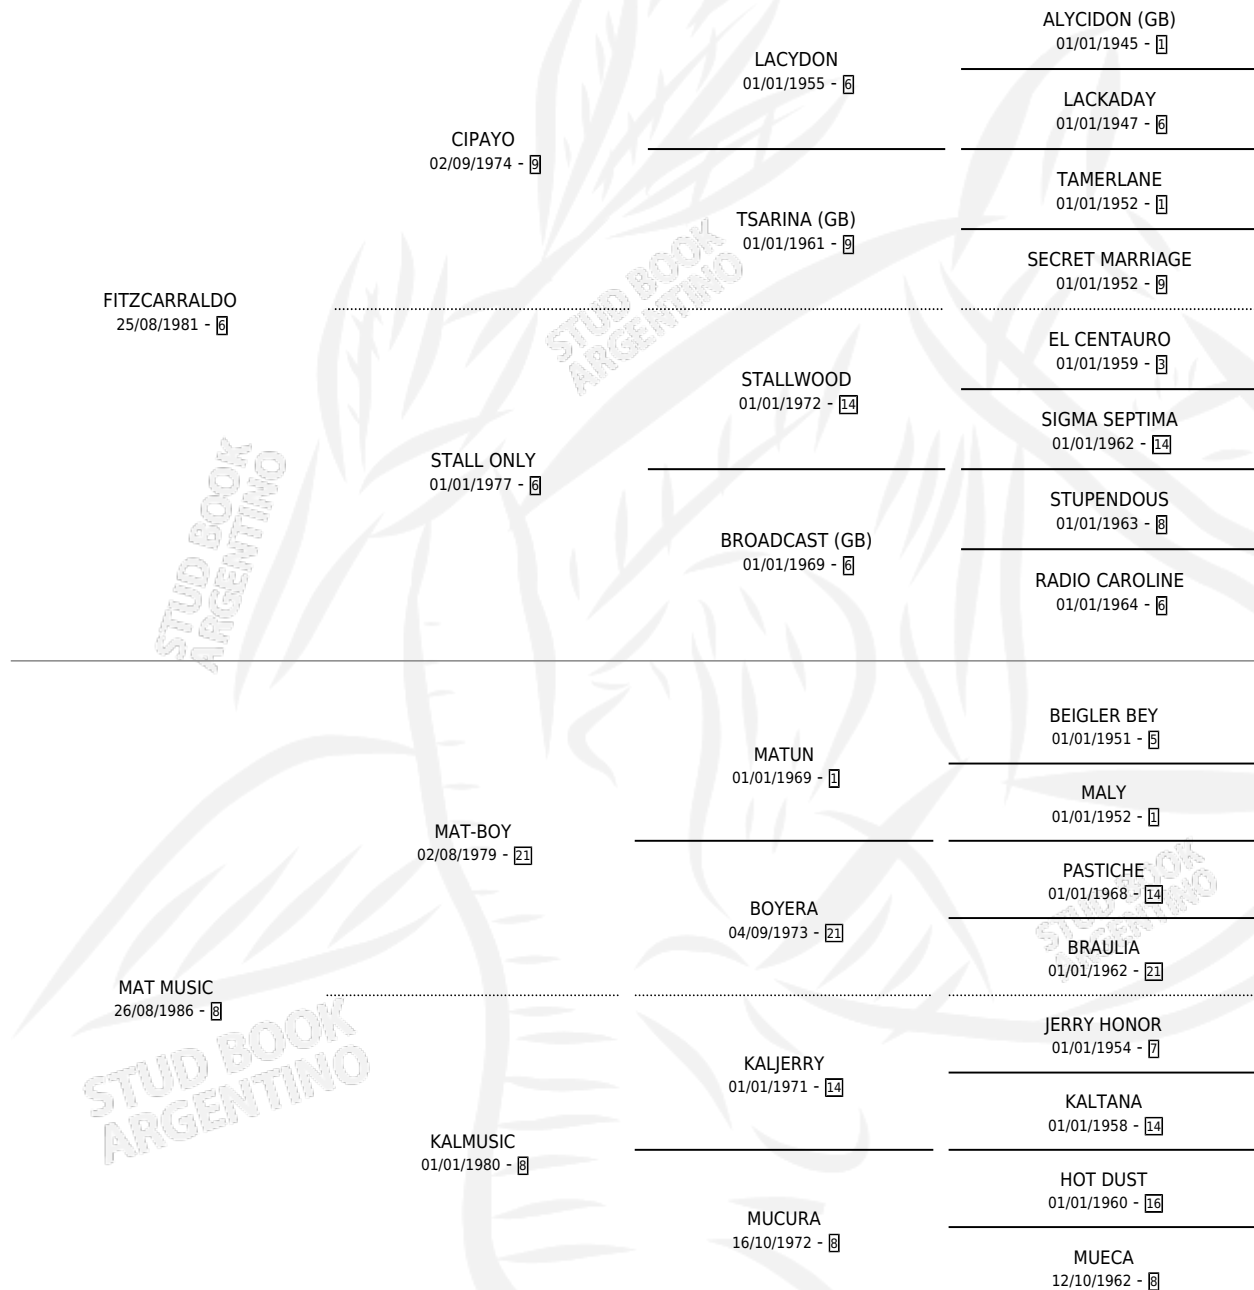 ALYCIDON (GB)
01/01/1945 - 1
LACYDON
01/01/1955 - 6
LACKADAY
01/01/1947 - 6
CIPAYO
02/09/1974 - 9
TAMERLANE
01/01/1952 - 1
TSARINA (GB)
01/01/1961 - 9
SECRET MARRIAGE
01/01/1952 - 9
STUD BOOK
ARGENTINO
FITZCARRALDO
25/08/1981 - 6
EL CENTAURO
01/01/1959 - 3
STALLWOOD
01/01/1972 - 14
SIGMA SEPTIMA
01/01/1962 - 14
STALL ONLY
01/01/1977 - 6
STUPENDOUS
01/01/1963 - 8
BROADCAST (GB)
01/01/1969 - 6
RADIO CAROLINE
01/01/1964 - 6
STUD BOOK
ARGENTINO
BEIGLER BEY
01/01/1951 - 5
MATUN
01/01/1969 - 1
MALY
01/01/1952 - 1
MAT-BOY
02/08/1979 - 21
PASTICHE
01/01/1968 - 14
BOYERA
04/09/1973 - 21
BRAULIA
01/01/1962 - 21
STUD BOOK
ARGENTINO
MAT MUSIC
26/08/1986 - 8
JERRY HONOR
01/01/1954 - 7
KALJERRY
01/01/1971 - 14
KALTANA
01/01/1958 - 14
STUD BOOK
ARGENTINO
KALMUSIC
01/01/1980 - 8
HOT DUST
01/01/1960 - 16
MUCURA
16/10/1972 - 8
MUECA
12/10/1962 - 8